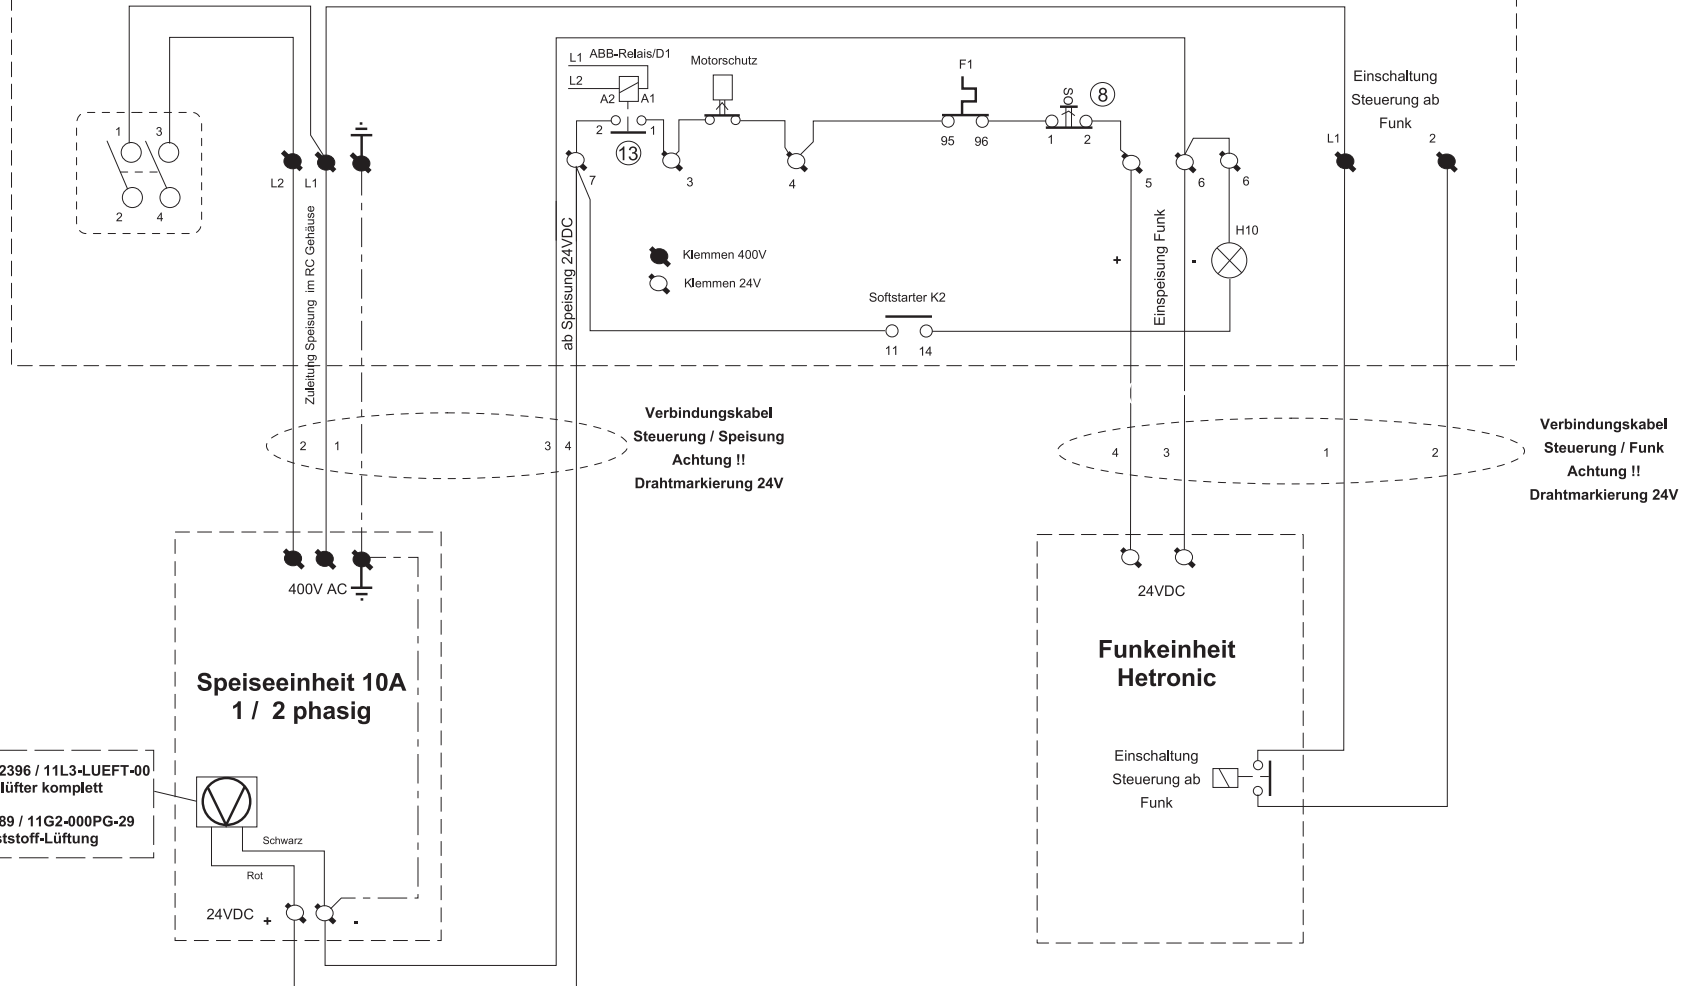 L1 ABB-Relais/D1
L2
A2 A1
Motorschutz
F1
SO
8
Einschaltung
Steuerung ab
Funk
1 3
2 4
L2 L1
2 1
13
7
3
4
95 96
1 2
5
6
6
L1 2
H10
Klemmen 400V
Klemmen 24V
Zuleitung Speisung im RC Gehäuse
ab Speisung 24VDC
Einspeisung Funk
+ -
Softstarter K2
11 14
2 1
3 4
Verbindungskabel
Steuerung / Speisung
Achtung !!
Drahtmarkierung 24V
4 3
1 2
Verbindungskabel
Steuerung / Funk
Achtung !!
Drahtmarkierung 24V
400V AC
Speiseeinheit 10A
1 / 2 phasig
2396 / 11L3-LUEFT-00
lüfter komplett
89 / 11G2-000PG-29
ststoff-Lüftung
Schwarz
Rot
24VDC + -
24VDC
Funkeinheit
Hetronic
Einschaltung
Steuerung ab
Funk